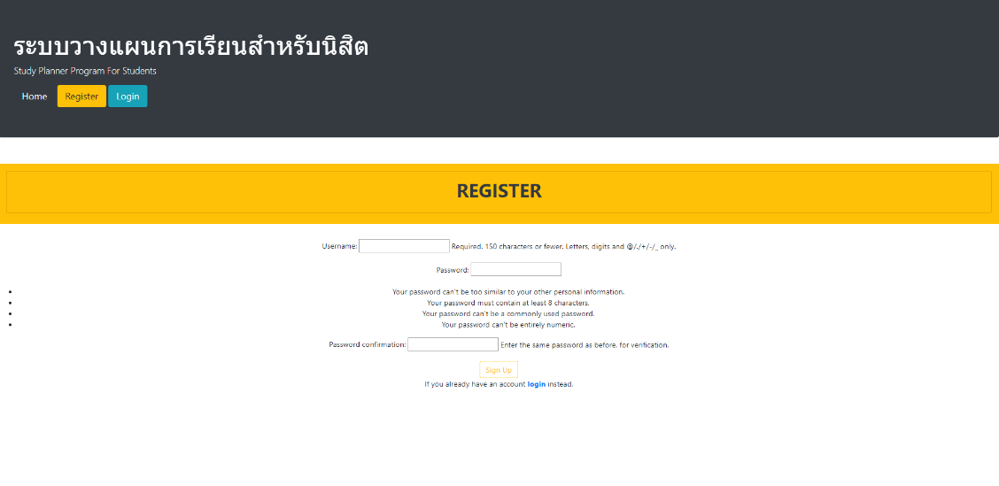 ระบบวางแผนการเรียนสำหรับนิสิต
Study Planner Program For Students
Home Register Login
REGISTER
Username: Required. 150 characters or fewer. Letters, digits and @/./+/-/_ only.
Password:
Your password can't be too similar to your other personal information.
Your password must contain at least 8 characters.
Your password can't be a commonly used password.
Your password can't be entirely numeric.
Password confirmation: Enter the same password as before, for verification.
Sign Up
If you already have an account login instead.